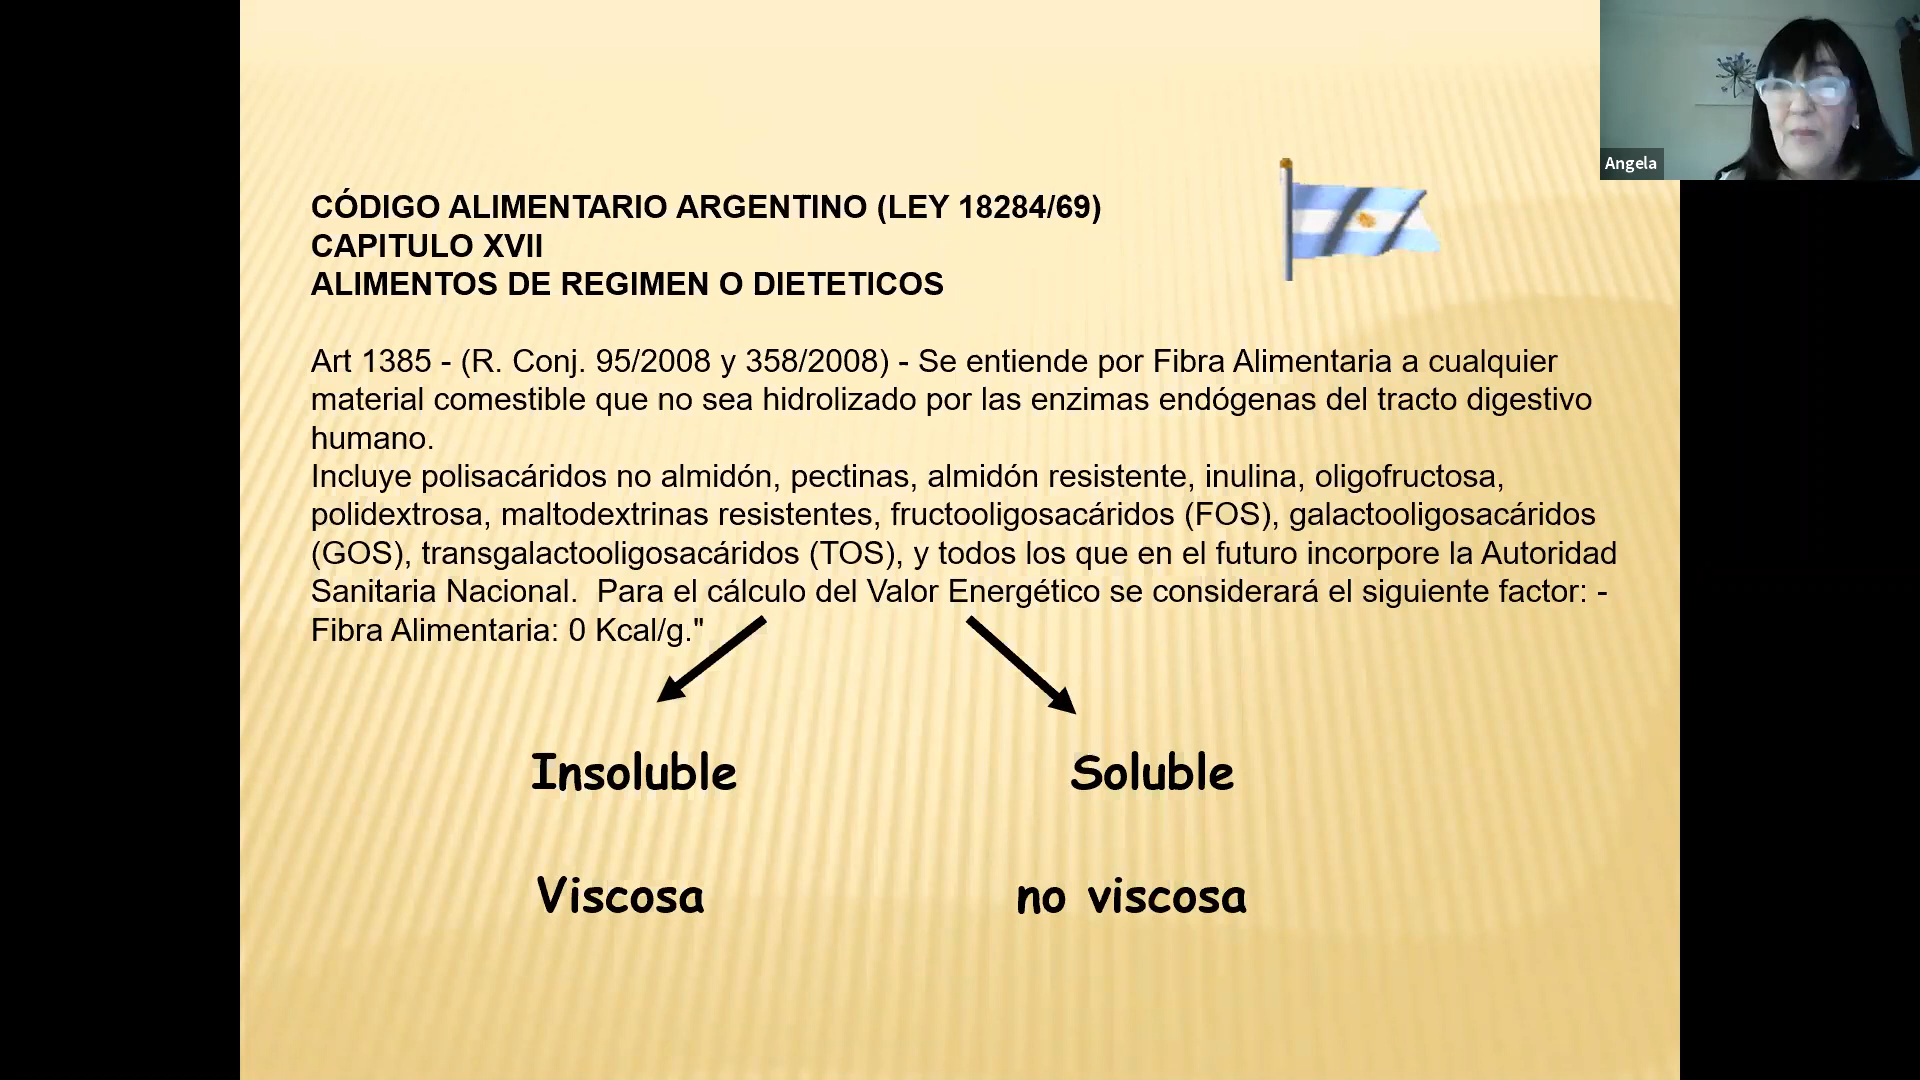 CÓDIGO ALIMENTARIO ARGENTINO (LEY 18284/69)
CAPITULO XVII
ALIMENTOS DE REGIMEN O DIETETICOS
Art 1385 - (R. Conj. 95/2008 y 358/2008) - Se entiende por Fibra Alimentaria a cualquier
material comestible que no sea hidrolizado por las enzimas endógenas del tracto digestivo
humano.
Incluye polisacáridos no almidón, pectinas, almidón resistente, inulina, oligofructosa,
polidextrosa, maltodextrinas resistentes, fructooligosacáridos (FOS), galactooligosacáridos
(GOS), transgalactooligosacáridos (TOS), y todos los que en el futuro incorpore la Autoridad
Sanitaria Nacional.  Para el cálculo del Valor Energético se considerará el siguiente factor: -
Fibra Alimentaria: 0 Kcal/g."
Insoluble
Soluble
Viscosa
no viscosa
Angela